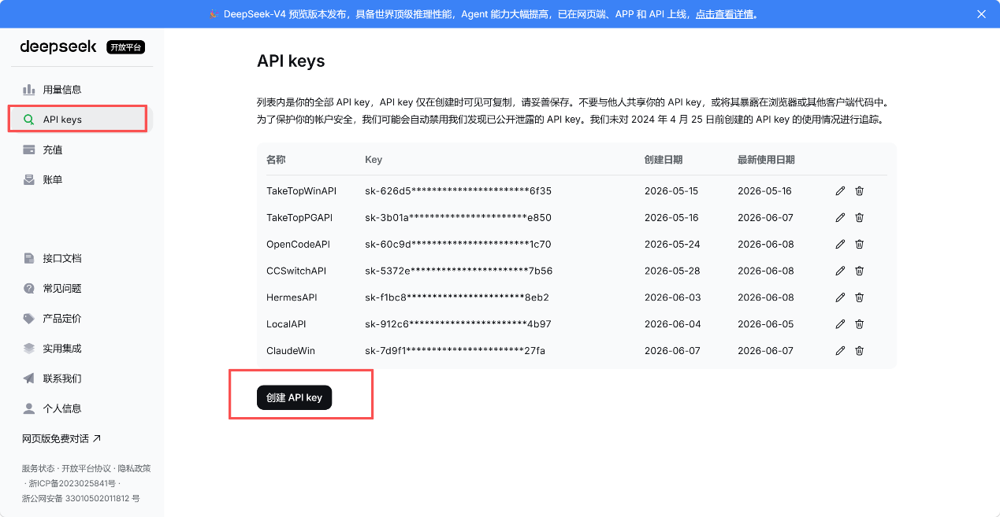 DeepSeek-V4 预览版本发布，具备世界顶级推理性能，Agent 能力大幅提高，已在网页端、APP 和 API 上线，点击查看详情。
deepseek 开放平台
用量信息
API keys
充值
账单
接口文档
常见问题
产品定价
实用集成
联系我们
个人信息
网页版免费对话
服务状态 · 开放平台协议 · 隐私政策
· 浙ICP备2023025841号 ·
浙公网安备 33010502011812 号
API keys
列表内是你的全部 API key，API key 仅在创建时可见可复制，请妥善保存。不要与他人共享你的 API key，或将其暴露在浏览器或其他客户端代码中。
为了保护你的帐户安全，我们可能会自动禁用我们发现已公开泄露的 API key。我们未对 2024 年 4 月 25 日前创建的 API key 的使用情况进行追踪。
名称 Key 创建日期 最新使用日期
TakeTopWinAPI sk-626d5***********************6f35 2026-05-15 2026-05-16
TakeTopPGAPI sk-3b01a***********************e850 2026-05-16 2026-06-07
OpenCodeAPI sk-60c9d***********************1c70 2026-05-24 2026-06-08
CCSwitchAPI sk-5372e***********************7b56 2026-05-28 2026-06-08
HermesAPI sk-f1bc8***********************8eb2 2026-06-03 2026-06-08
LocalAPI sk-912c6***********************4b97 2026-06-04 2026-06-05
ClaudeWin sk-7d9f1***********************27fa 2026-06-07 2026-06-07
创建 API key